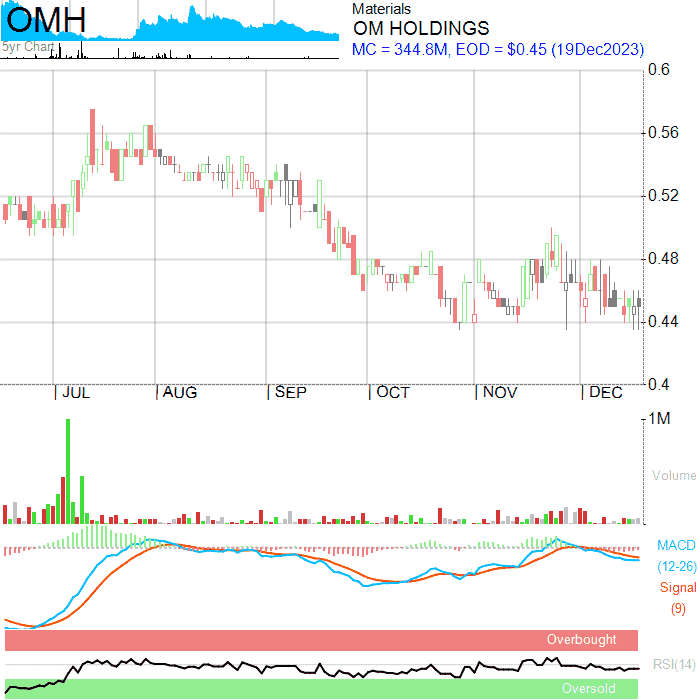 OMH
5yr Chart
Materials
OM HOLDINGS
MC = 344.8M, EOD = $0.45 (19Dec2023)
0.6
0.56
0.52
0.48
0.44
0.4
| JUL | AUG | SEP | OCT | NOV | DEC
1M
Volume
MACD
(12-26)
Signal
(9)
Overbought
RSI(14)
Oversold